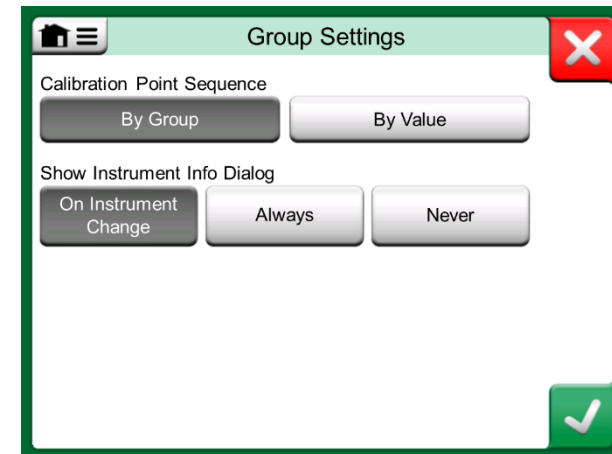 Group Settings
Calibration Point Sequence
By Group
By Value
Show Instrument Info Dialog
On Instrument
Change
Always
Never